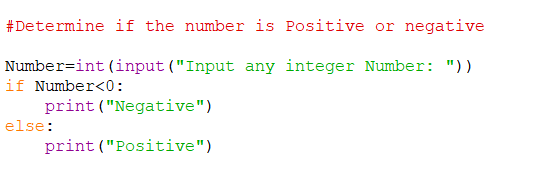 #Determine if the number is Positive or negative
Number=int(input("Input any integer Number: "))
if Number<0:
    print("Negative")
else:
    print("Positive")